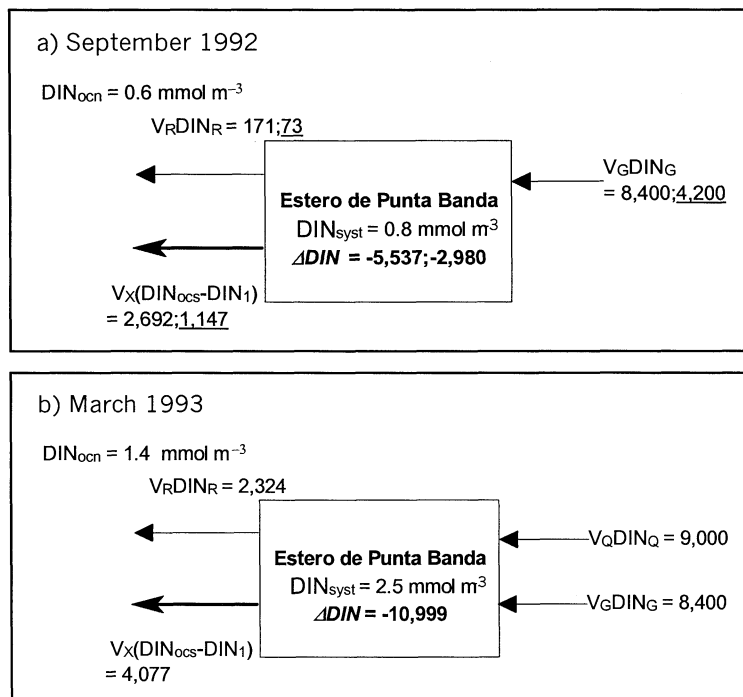 a) September 1992
DINocn = 0.6 mmol m⁻³
VRDINR = 171;73
VGDING
= 8,400;4,200
Estero de Punta Banda
DINsyst = 0.8 mmol m⁻³
ΔDIN = -5,537;-2,980
VX(DINocs-DIN1)
= 2,692;1,147
b) March 1993
DINocn = 1.4 mmol m⁻³
VRDINR = 2,324
VQDINQ = 9,000
Estero de Punta Banda
DINsyst = 2.5 mmol m³
ΔDIN = -10,999
VGDING = 8,400
VX(DINocs-DIN1)
= 4,077